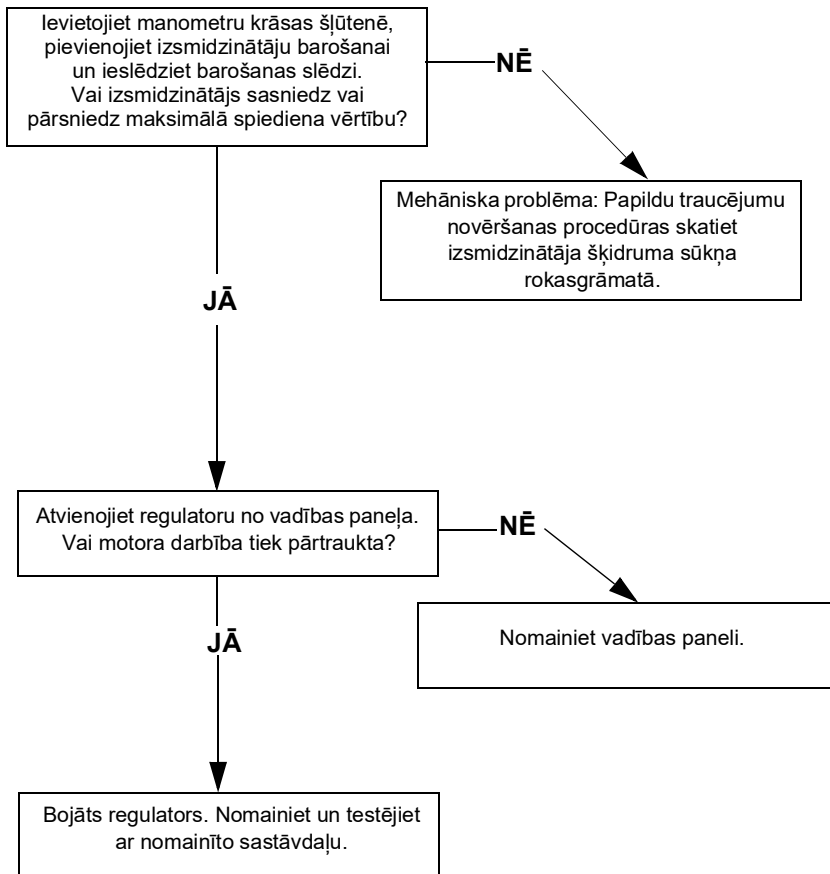 Ievietojiet manometru krāsas šļūtenē,
pievienojiet izsmidzinātāju barošanai
un ieslēdziet barošanas slēdzi.
Vai izsmidzinātājs sasniedz vai
pārsniedz maksimālā spiediena vērtību?
NĒ
Mehāniska problēma: Papildu traucējumu
novēršanas procedūras skatiet
izsmidzinātāja šķidruma sūkņa
rokasgrāmatā.
JĀ
Atvienojiet regulatoru no vadības paneļa.
Vai motora darbība tiek pārtraukta?
NĒ
Nomainiet vadības paneli.
JĀ
Bojāts regulators. Nomainiet un testējiet
ar nomainīto sastāvdaļu.